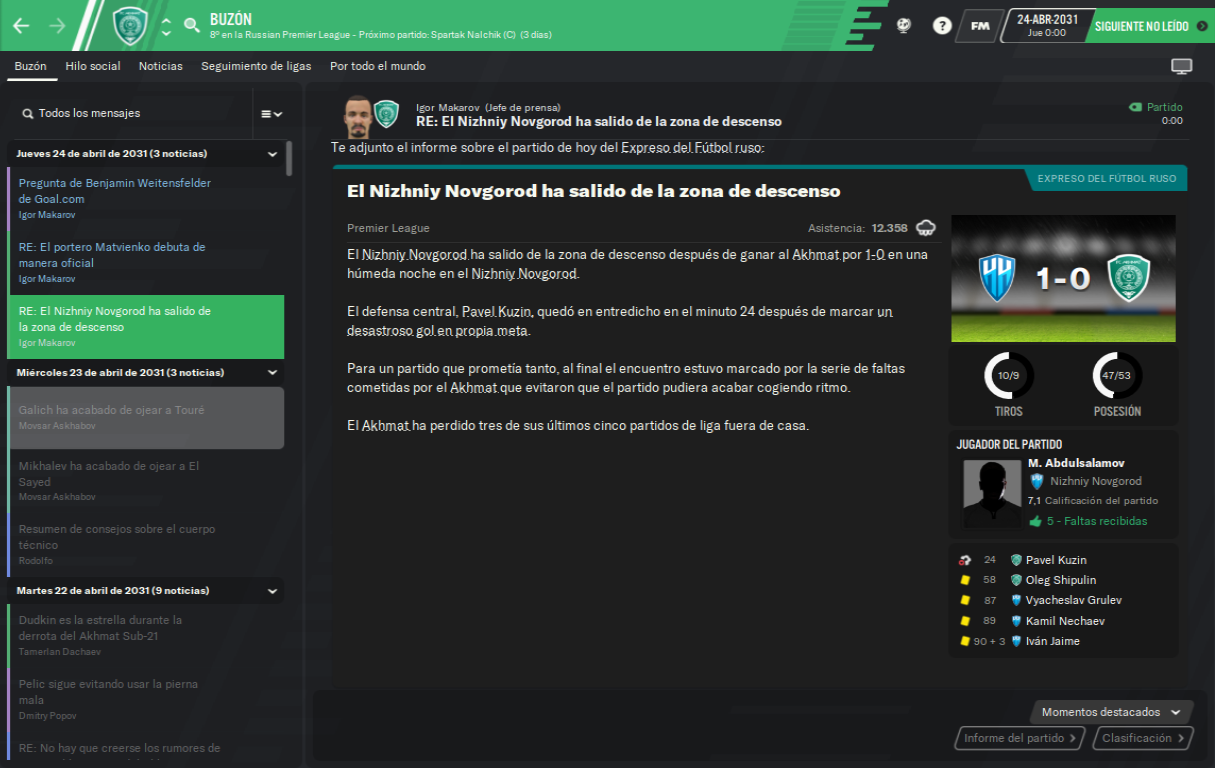 BUZÓN
8º en la Russian Premier League - Próximo partido: Spartak Nalchik (C) (3 días)
FM
24-ABR-2031
Jue 0:00
SIGUIENTE NO LEÍDO
Buzón
Hilo social
Noticias
Seguimiento de ligas
Por todo el mundo
Todos los mensajes
Jueves 24 de abril de 2031 (3 noticias)
Pregunta de Benjamin Weitensfelder
de Goal.com
Igor Makarov
RE: El portero Matvienko debuta de
manera oficial
Igor Makarov
RE: El Nizhniy Novgorod ha salido de
la zona de descenso
Igor Makarov
Miércoles 23 de abril de 2031 (3 noticias)
Galich ha acabado de ojear a Touré
Movsar Askhabov
Mikhalev ha acabado de ojear a El
Sayed
Movsar Askhabov
Resumen de consejos sobre el cuerpo
técnico
Rodolfo
Martes 22 de abril de 2031 (9 noticias)
Dudkin es la estrella durante la
derrota del Akhmat Sub-21
Tamerlan Dachaev
Pelic sigue evitando usar la pierna
mala
Dmitry Popov
RE: No hay que creerse los rumores de
Igor Makarov (Jefe de prensa)
RE: El Nizhniy Novgorod ha salido de la zona de descenso
Partido
0:00
Te adjunto el informe sobre el partido de hoy del Expreso del Fútbol ruso:
EXPRESO DEL FÚTBOL RUSO
El Nizhniy Novgorod ha salido de la zona de descenso
Premier League
Asistencia: 12.358
El Nizhniy Novgorod ha salido de la zona de descenso después de ganar al Akhmat por 1-0 en una
húmeda noche en el Nizhniy Novgorod.
El defensa central, Pavel Kuzin, quedó en entredicho en el minuto 24 después de marcar un
desastroso gol en propia meta.
Para un partido que prometía tanto, al final el encuentro estuvo marcado por la serie de faltas
cometidas por el Akhmat que evitaron que el partido pudiera acabar cogiendo ritmo.
El Akhmat ha perdido tres de sus últimos cinco partidos de liga fuera de casa.
1-0
10/9
TIROS
47/53
POSESIÓN
JUGADOR DEL PARTIDO
M. Abdulsalamov
Nizhniy Novgorod
7,1 Calificación del partido
5 - Faltas recibidas
24 Pavel Kuzin
58 Oleg Shipulin
87 Vyacheslav Grulev
89 Kamil Nechaev
90 + 3 Iván Jaime
Momentos destacados
Informe del partido
Clasificación